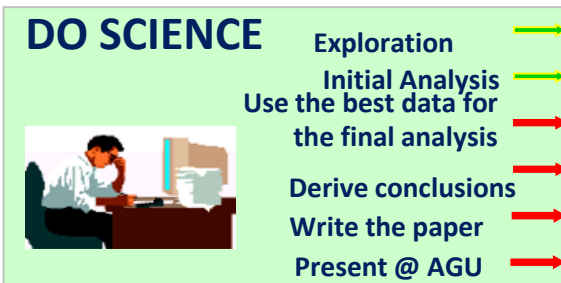 DO SCIENCE
Exploration
Initial Analysis
Use the best data for
the final analysis
Derive conclusions
Write the paper
Present @ AGU